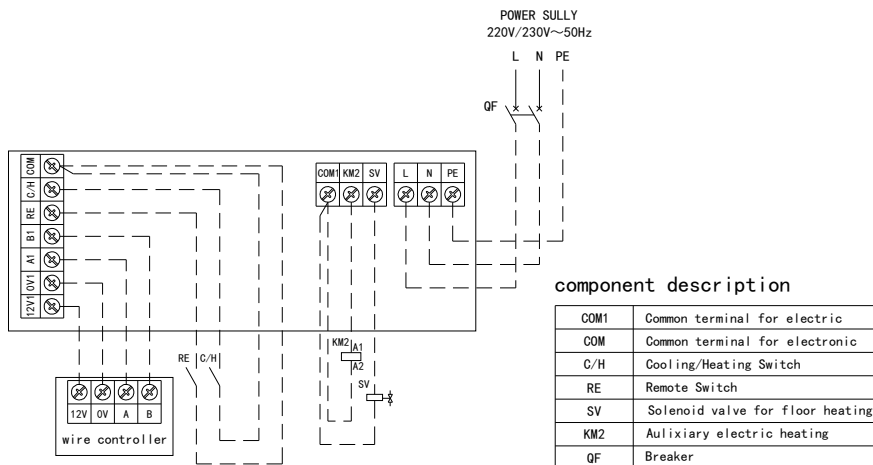 POWER SULLY
220V/230V～50Hz
L N PE
QF
COM
C/H
RE
B1
A1
0V1
12V1
COM1 KM2 SV
L N PE
KM2 A1
A2
SV
RE C/H
12V 0V A B
wire controller
component description
COM1 Common terminal for electric
COM Common terminal for electronic
C/H Cooling/Heating Switch
RE Remote Switch
SV Solenoid valve for floor heating
KM2 Aulixiary electric heating
QF Breaker